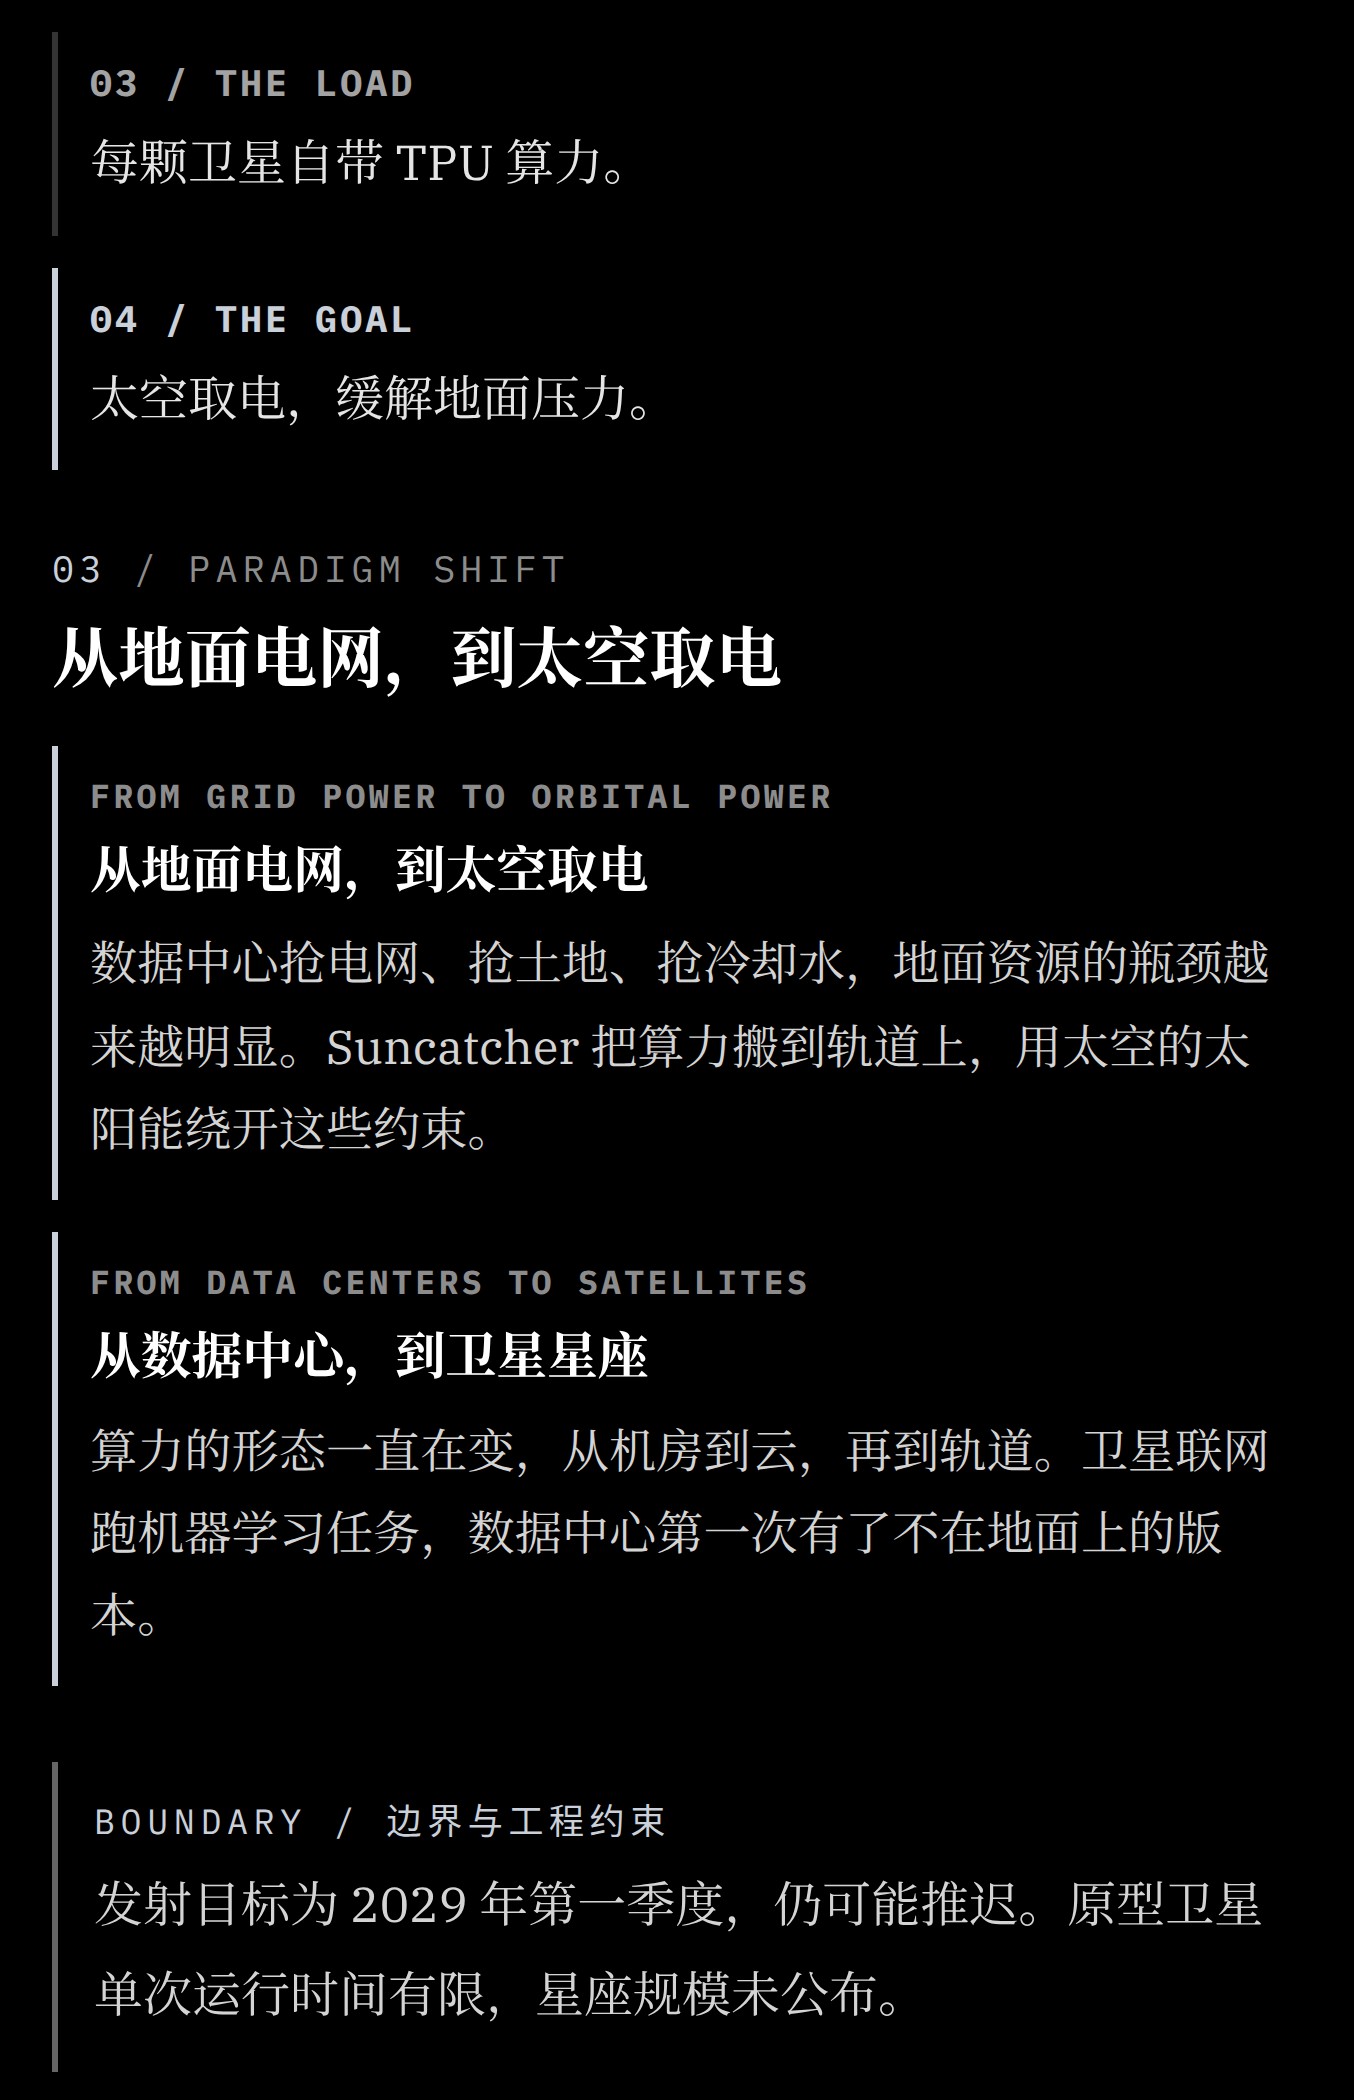 03 / THE LOAD
每颗卫星自带 TPU 算力。
04 / THE GOAL
太空取电，缓解地面压力。
03 / PARADIGM SHIFT
从地面电网，到太空取电
FROM GRID POWER TO ORBITAL POWER
从地面电网，到太空取电
数据中心抢电网、抢土地、抢冷却水，地面资源的瓶颈越
来越明显。Suncatcher 把算力搬到轨道上，用太空的太
阳能绕开这些约束。
FROM DATA CENTERS TO SATELLITES
从数据中心，到卫星星座
算力的形态一直在变，从机房到云，再到轨道。卫星联网
跑机器学习任务，数据中心第一次有了不在地面上的版
本。
BOUNDARY / 边界与工程约束
发射目标为 2029 年第一季度，仍可能推迟。原型卫星
单次运行时间有限，星座规模未公布。